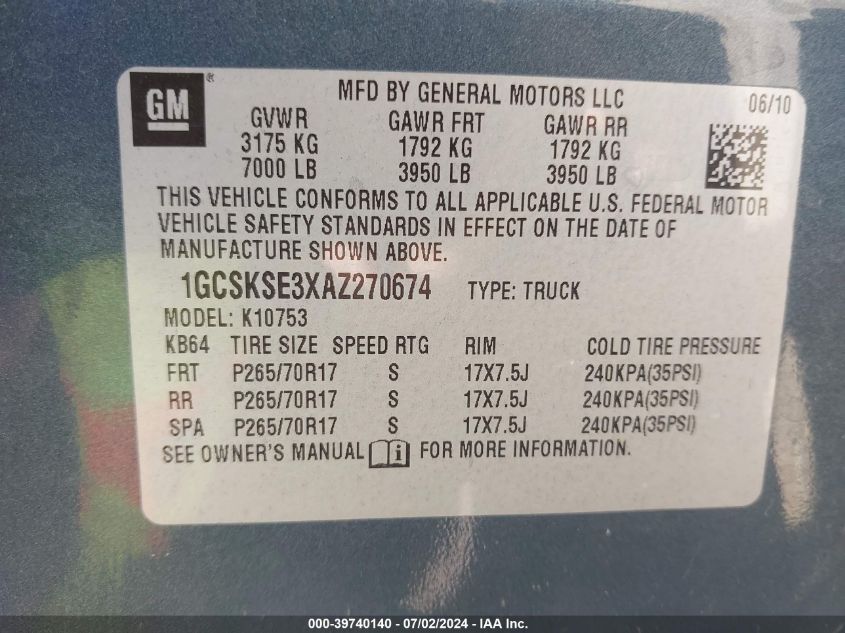 GM ®
MFD BY GENERAL MOTORS LLC 06/10
GVWR GAWR FRT GAWR RR
3175 KG 1792 KG 1792 KG
7000 LB 3950 LB 3950 LB
THIS VEHICLE CONFORMS TO ALL APPLICABLE U.S. FEDERAL MOTOR
VEHICLE SAFETY STANDARDS IN EFFECT ON THE DATE OF
MANUFACTURE SHOWN ABOVE.
1GCSKSE3XAZ270674 TYPE: TRUCK
MODEL: K10753
KB64 TIRE SIZE SPEED RTG RIM COLD TIRE PRESSURE
FRT P265/70R17 S 17X7.5J 240KPA(35PSI)
RR P265/70R17 S 17X7.5J 240KPA(35PSI)
SPA P265/70R17 S 17X7.5J 240KPA(35PSI)
SEE OWNER'S MANUAL i FOR MORE INFORMATION.
000-39740140 - 07/02/2024 - IAA Inc.